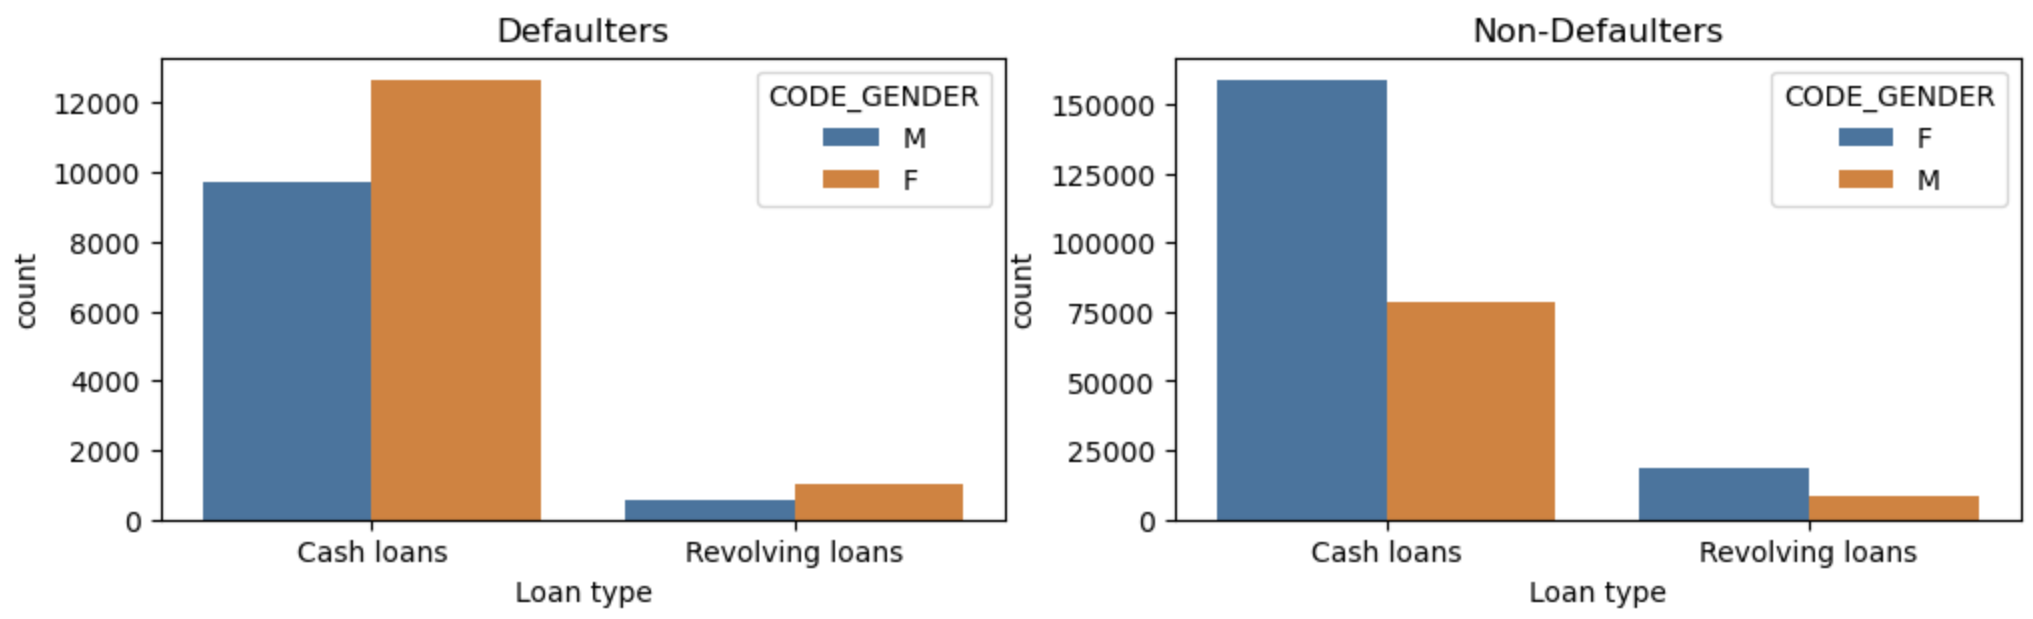 Defaulters
count
12000
10000
8000
6000
4000
2000
0
CODE_GENDER
M
F
Cash loans
Revolving loans
Loan type
Non-Defaulters
count
150000
125000
100000
75000
50000
25000
0
CODE_GENDER
F
M
Cash loans
Revolving loans
Loan type